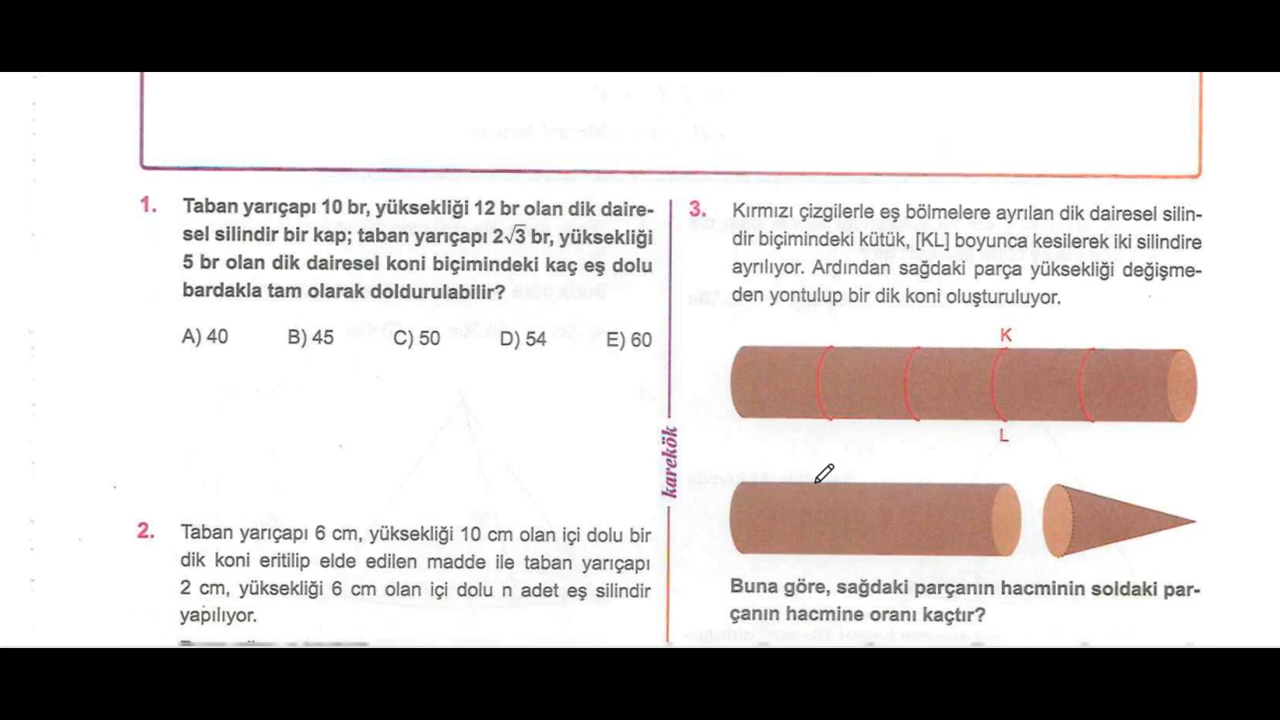 1. Taban yarıçapı 10 br, yüksekliği 12 br olan dik daire-
sel silindir bir kap; taban yarıçapı 2√3 br, yüksekliği
5 br olan dik dairesel koni biçimindeki kaç eş dolu
bardakla tam olarak doldurulabilir?
A) 40 B) 45 C) 50 D) 54 E) 60
2. Taban yarıçapı 6 cm, yüksekliği 10 cm olan içi dolu bir
dik koni eritilip elde edilen madde ile taban yarıçapı
2 cm, yüksekliği 6 cm olan içi dolu n adet eş silindir
yapılıyor.
karekök
3. Kırmızı çizgilerle eş bölmelere ayrılan dik dairesel silin-
dir biçimindeki kütük, [KL] boyunca kesilerek iki silindire
ayrılıyor. Ardından sağdaki parça yüksekliği değişme-
den yontulup bir dik koni oluşturuluyor.
K
L
Buna göre, sağdaki parçanın hacminin soldaki par-
çanın hacmine oranı kaçtır?